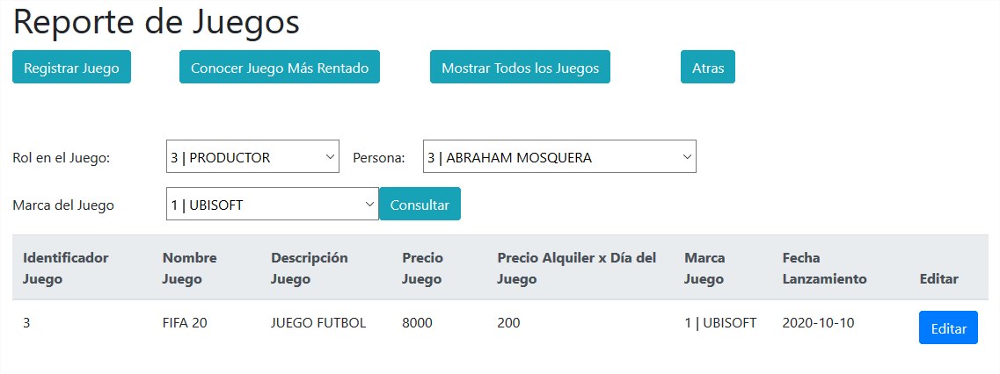 Reporte de Juegos
Registrar Juego Conocer Juego Más Rentado Mostrar Todos los Juegos Atras
Rol en el Juego: 3 | PRODUCTOR Persona: 3 | ABRAHAM MOSQUERA
Marca del Juego 1 | UBISOFT Consultar
Identificador Nombre Descripción Precio Precio Alquiler x Día del Marca Fecha
Juego Juego Juego Juego Juego Juego Lanzamiento Editar
3 FIFA 20 JUEGO FUTBOL 8000 200 1 | UBISOFT 2020-10-10 Editar